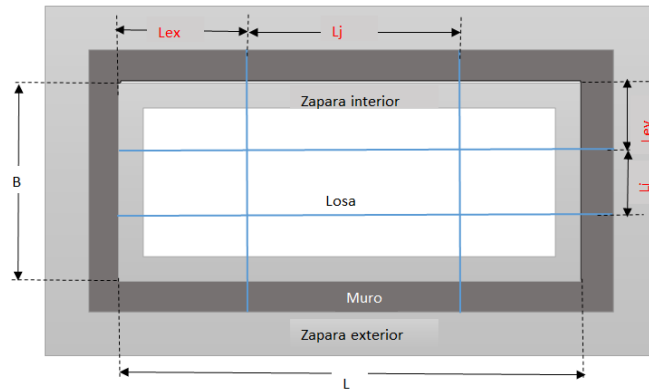 Lex
Lj
Zapara interior
Lex
B
Lj
Losa
Muro
Zapara exterior
L